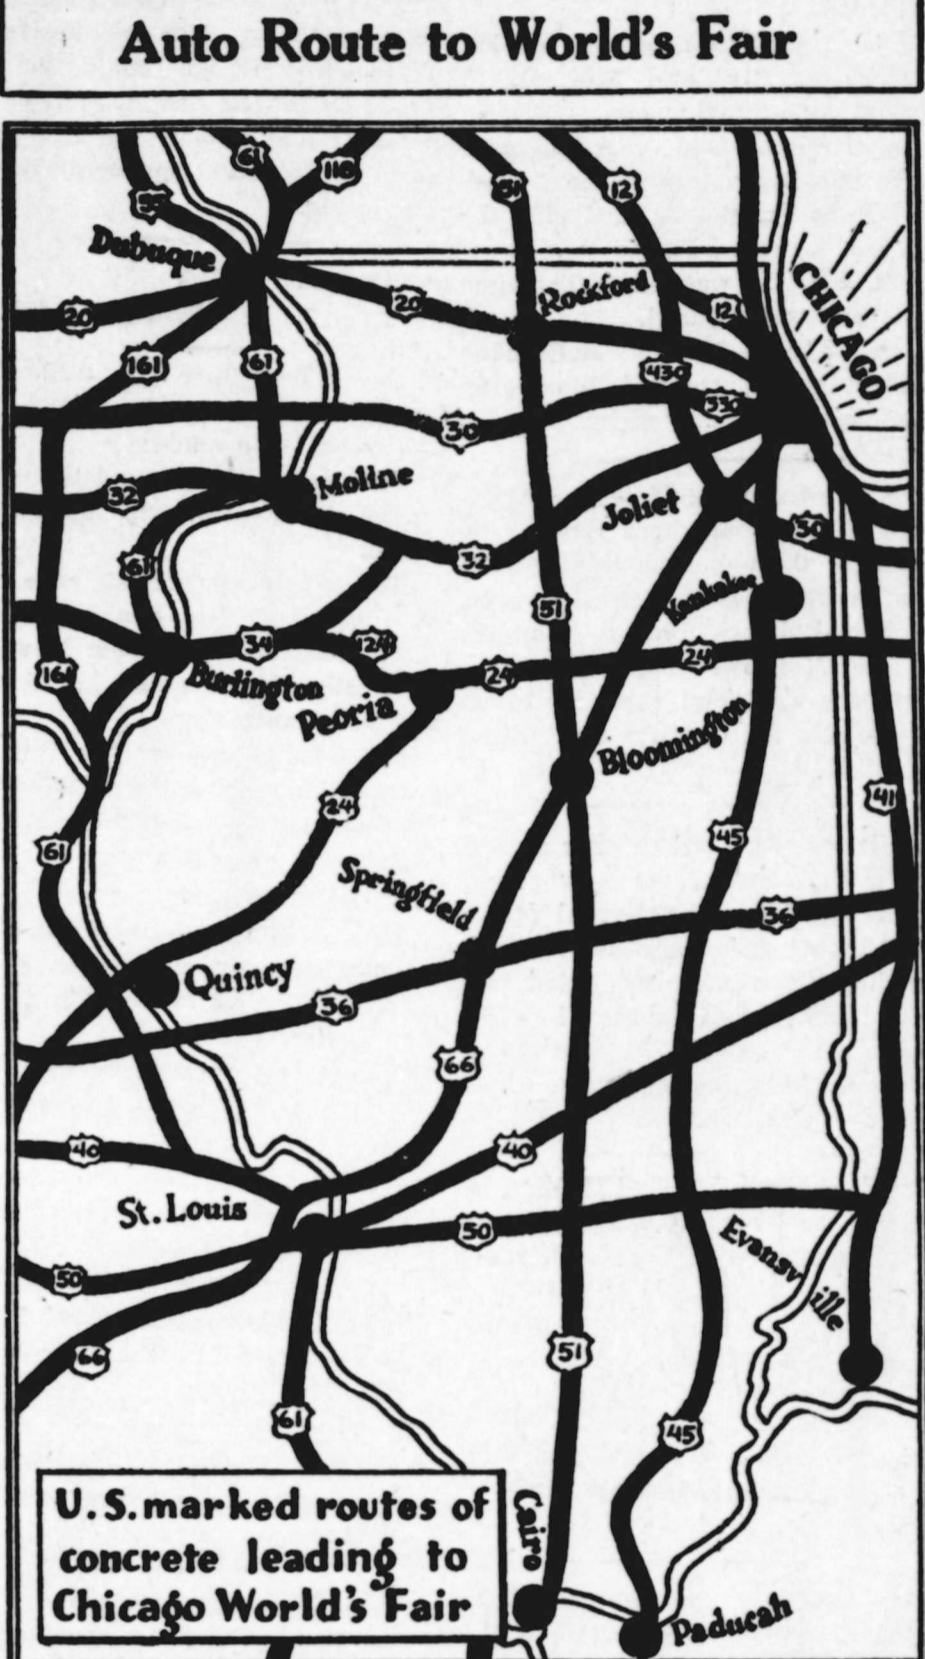 Auto Route to World's Fair
61
118
55
51
12
Dubuque
20
20
Rockford
12
CHICAGO
161
61
430
330
30
32
Moline
Joliet
30
61
32
51
Kankakee
34
124
24
24
161
Burlington
Peoria
Bloomington
24
41
45
61
Springfield
36
Quincy
36
66
40
40
St. Louis
50
50
Evansville
66
51
61
45
U.S. marked routes of
concrete leading to
Chicago World's Fair
Cairo
Paducah